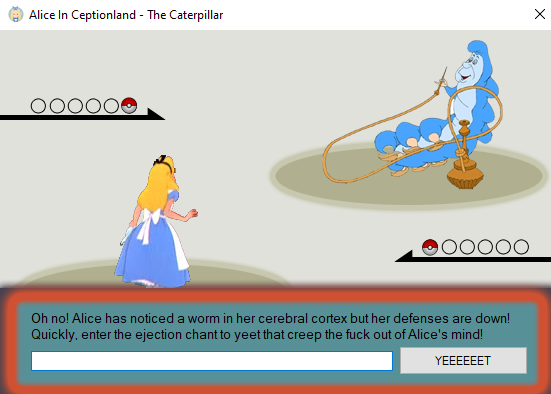 Alice In Ceptionland - The Caterpillar
Oh no! Alice has noticed a worm in her cerebral cortex but her defenses are down!
Quickly, enter the ejection chant to yeet that creep the fuck out of Alice's mind!
YEEEEEET